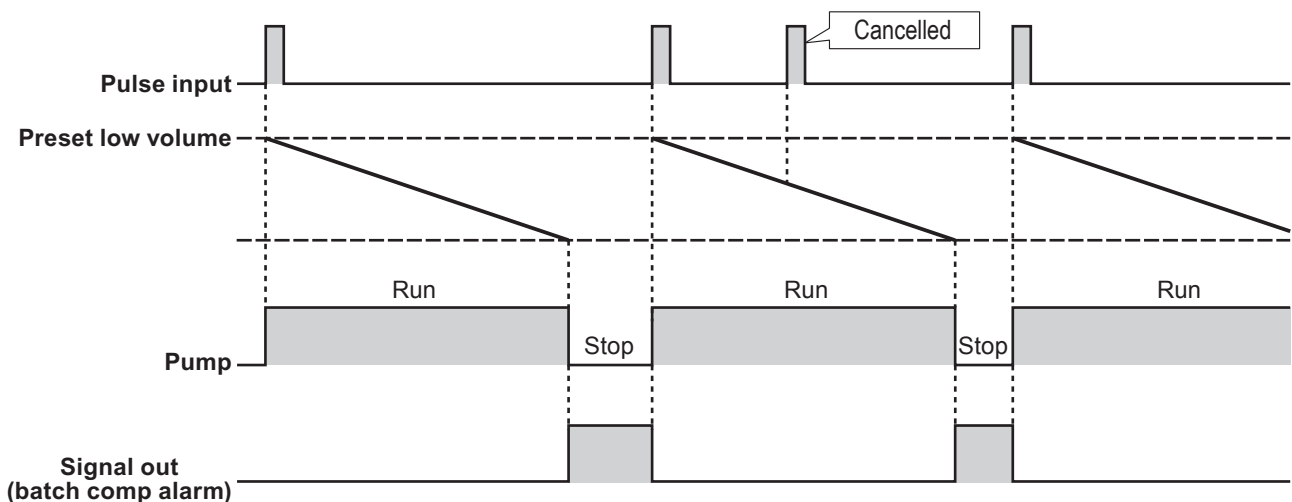 Cancelled
Pulse input
Preset low volume
Run
Run
Run
Stop
Stop
Pump
Signal out
(batch comp alarm)